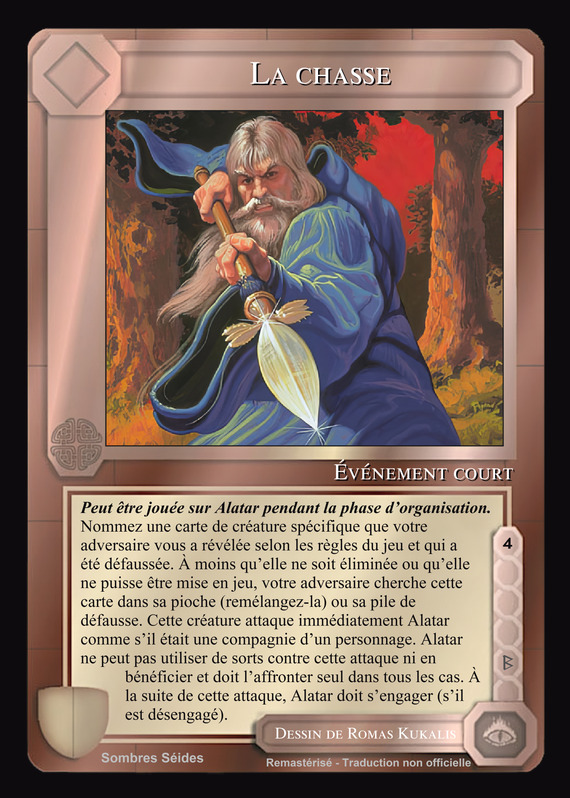 La chasse
Événement court
Peut être jouée sur Alatar pendant la phase d’organisation.
Nommez une carte de créature spécifique que votre
adversaire vous a révélée selon les règles du jeu et qui a
été défaussée. À moins qu’elle ne soit éliminée ou qu’elle
ne puisse être mise en jeu, votre adversaire cherche cette
carte dans sa pioche (remélangez-la) ou sa pile de
défausse. Cette créature attaque immédiatement Alatar
comme s’il était une compagnie d’un personnage. Alatar
ne peut pas utiliser de sorts contre cette attaque ni en
bénéficier et doit l’affronter seul dans tous les cas. À
la suite de cette attaque, Alatar doit s’engager (s’il
est désengagé).
4
ᛒ
Dessin de Romas Kukalis
Sombres Séides
Remastérisé - Traduction non officielle